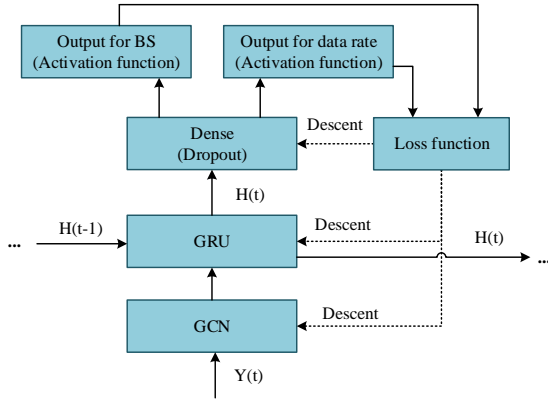 Output for BS
(Activation function)
Output for data rate
(Activation function)
Descent
Dense
(Dropout)
Loss function
H(t)
... H(t-1)
GRU
Descent
H(t) ...
GCN
Descent
Y(t)